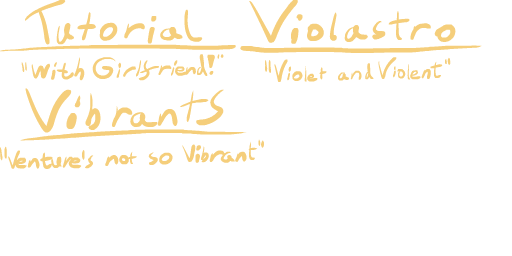 Tutorial
"With Girlfriend!"
Violastro
"Violet and Violent"
Vibrants
"Venture's not so Vibrant"